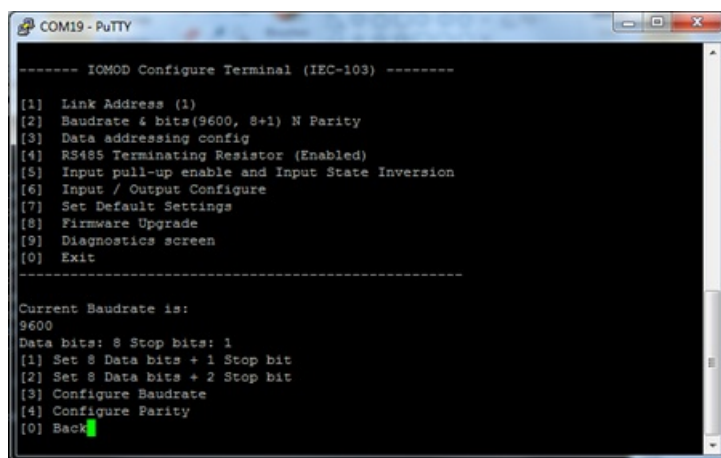 COM19 - PuTTY
------- IOMOD Configure Terminal (IEC-103) --------
[1] Link Address (1)
[2] Baudrate & bits(9600, 8+1) N Parity
[3] Data addressing config
[4] RS485 Terminating Resistor (Enabled)
[5] Input pull-up enable and Input State Inversion
[6] Input / Output Configure
[7] Set Default Settings
[8] Firmware Upgrade
[9] Diagnostics screen
[0] Exit
----------------------------------------------------
Current Baudrate is:
9600
Data bits: 8 Stop bits: 1
[1] Set 8 Data bits + 1 Stop bit
[2] Set 8 Data bits + 2 Stop bit
[3] Configure Baudrate
[4] Configure Parity
[0] Back